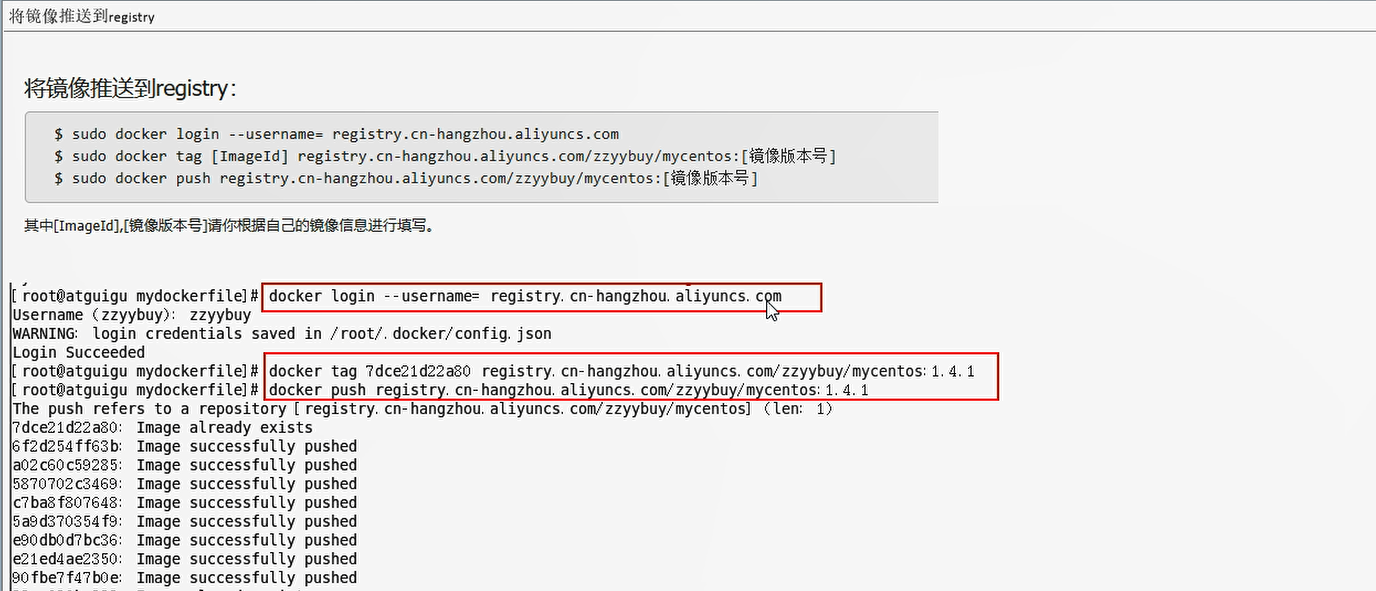 将镜像推送到registry
将镜像推送到registry：
$ sudo docker login --username= registry.cn-hangzhou.aliyuncs.com
$ sudo docker tag [ImageId] registry.cn-hangzhou.aliyuncs.com/zzyybuy/mycentos:[镜像版本号]
$ sudo docker push registry.cn-hangzhou.aliyuncs.com/zzyybuy/mycentos:[镜像版本号]
其中[ImageId],[镜像版本号]请你根据自己的镜像信息进行填写。
[root@atguigu mydockerfile]# docker login --username= registry.cn-hangzhou.aliyuncs.com
Username (zzyybuy): zzyybuy
WARNING: login credentials saved in /root/.docker/config.json
Login Succeeded
[root@atguigu mydockerfile]# docker tag 7dce21d22a80 registry.cn-hangzhou.aliyuncs.com/zzyybuy/mycentos:1.4.1
[root@atguigu mydockerfile]# docker push registry.cn-hangzhou.aliyuncs.com/zzyybuy/mycentos:1.4.1
The push refers to a repository [registry.cn-hangzhou.aliyuncs.com/zzyybuy/mycentos] (len: 1)
7dce21d22a80: Image already exists
6f2d254ff63b: Image successfully pushed
a02c60c59285: Image successfully pushed
5870702c3469: Image successfully pushed
c7ba8f807648: Image successfully pushed
5a9d370354f9: Image successfully pushed
e90db0d7bc36: Image successfully pushed
e21ed4ae2350: Image successfully pushed
90fbe7f47b0e: Image successfully pushed